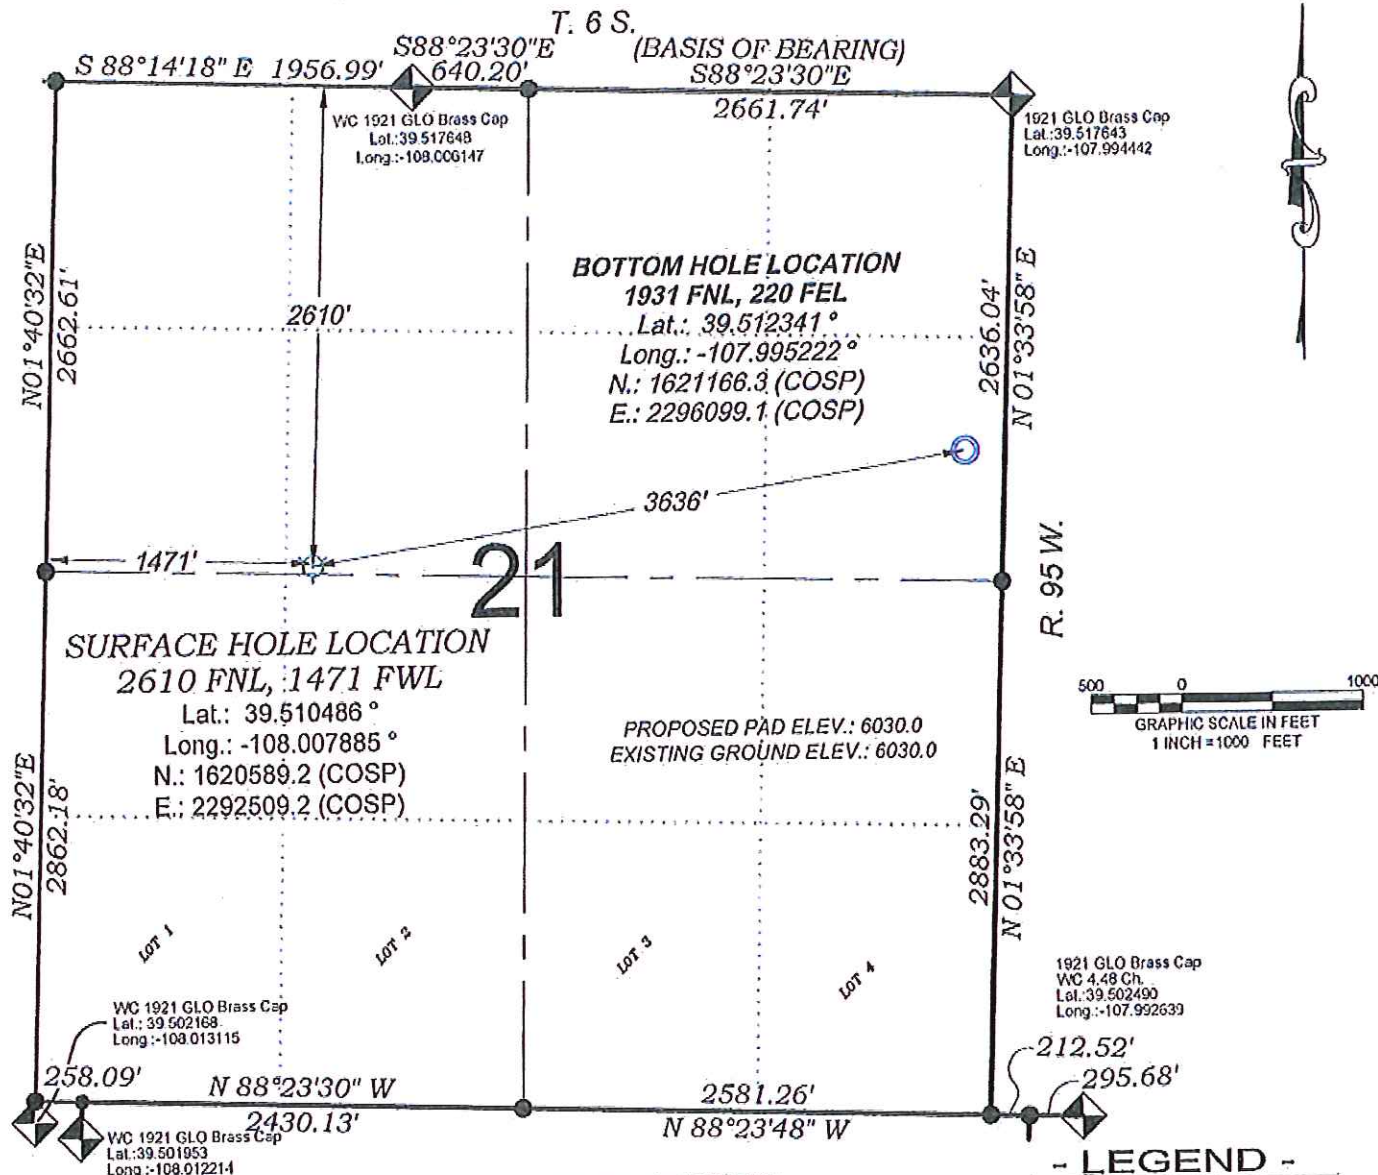 T. 6 S.
S 88°14'18" E 1956.99'
S88°23'30"E
640.20'
(BASIS OF BEARING)
S88°23'30"E
2661.74'
WC 1921 GLO Brass Cap
Lat.:39.517648
1921 GLO Brass Cap
Lat.:39.517643
Long.:-107.994442
N01°40'32"E
2662.61'
2610'
BOTTOM HOLE LOCATION
1931 FNL, 220 FEL
Lat.: 39.512341°
Long.: -107.995222°
N.: 1621166.3 (COSP)
E.: 2296099.1 (COSP)
2636.04'
N 01°33'58" E
3636'
1471'
21
R. 95 W.
SURFACE HOLE LOCATION
2610 FNL, 1471 FWL
Lat.: 39.510486°
Long.: -108.007885°
N.: 1620589.2 (COSP)
E.: 2292509.2 (COSP)
PROPOSED PAD ELEV.: 6030.0
EXISTING GROUND ELEV.: 6030.0
500 0 1000
GRAPHIC SCALE IN FEET
1 INCH = 1000 FEET
N01°40'32"E
2862.18'
2883.29'
N 01°33'58" E
LOT 1
LOT 2
LOT 3
LOT 4
WC 1921 GLO Brass Cap
Lat.: 39.502168
Long.:-108.013115
1921 GLO Brass Cap
WC 4.48 Ch.
Lat.:39.502490
Long.:-107.992639
258.09'
N 88°23'30" W
2430.13'
2581.26'
N 88°23'48" W
212.52'
295.68'
WC 1921 GLO Brass Cap
Lat.:39.501953
Long.:-108.012214
- LEGEND -